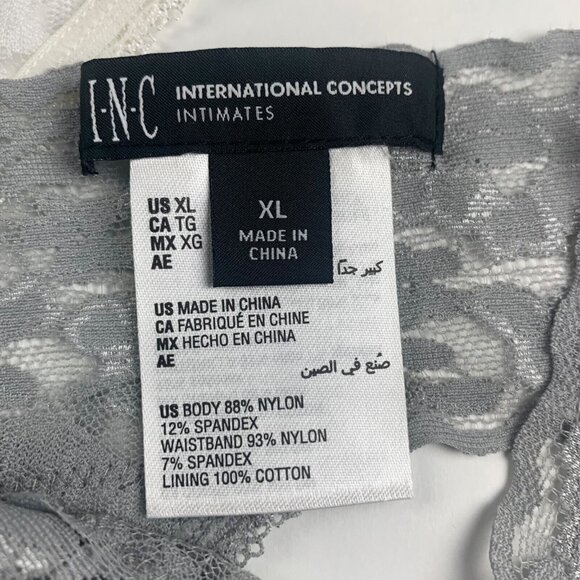 I·N·C INTERNATIONAL CONCEPTS
INTIMATES
XL
MADE IN
CHINA
US XL
CA TG
MX XG
AE
كبير جدًا
US MADE IN CHINA
CA FABRIQUÉ EN CHINE
MX HECHO EN CHINA
AE
صُنع في الصين
US BODY 88% NYLON
12% SPANDEX
WAISTBAND 93% NYLON
7% SPANDEX
LINING 100% COTTON